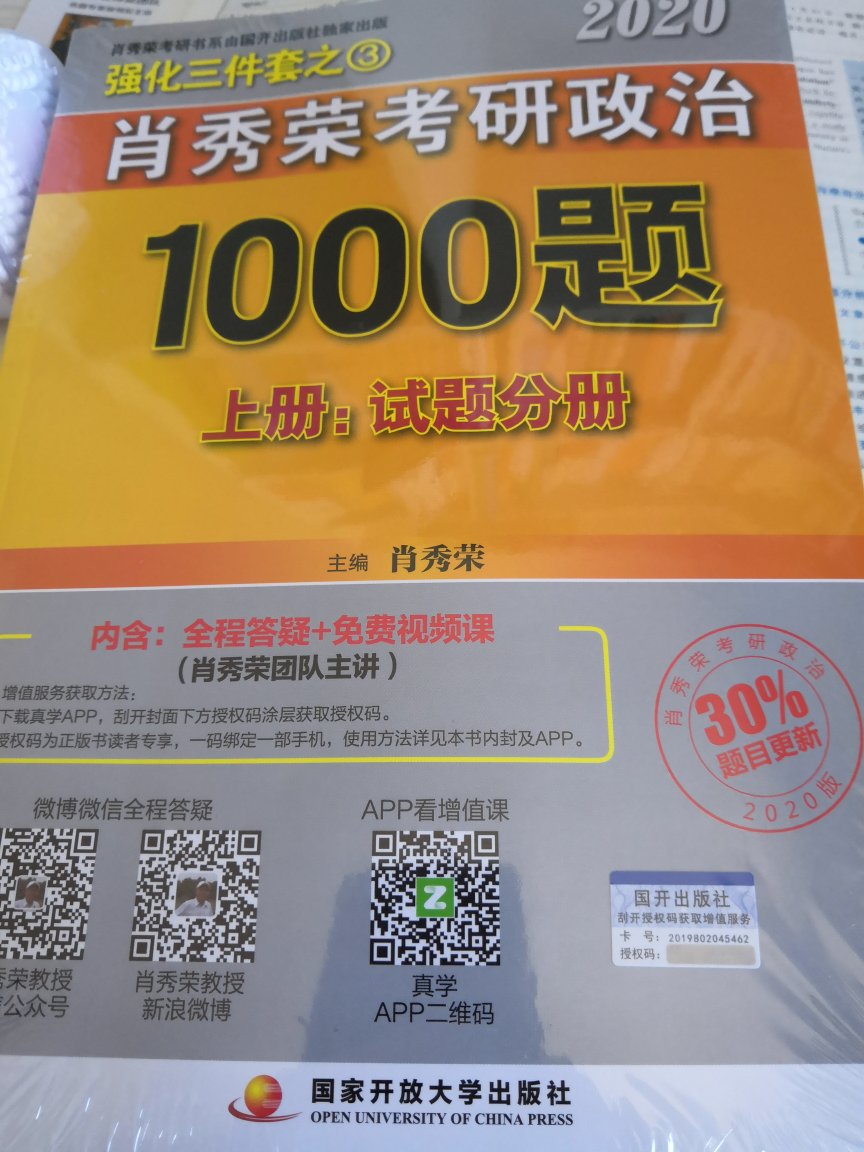 2020
肖秀荣考研书系由国开出版社独家出版
强化三件套之③
肖秀荣考研政治
1000题
上册：试题分册
主编 肖秀荣
内含：全程答疑+免费视频课
（肖秀荣团队主讲）
增值服务获取方法：
下载真学APP，刮开封面下方授权码涂层获取授权码。
授权码为正版书读者专享，一码绑定一部手机，使用方法详见本书内封及APP。
肖秀荣考研政治
30%
题目更新
2020版
微博微信全程答疑
APP看增值课
秀荣教授
公众号
肖秀荣教授
新浪微博
Z
真学
APP二维码
国开出版社
刮开授权码获取增值服务
卡 号：2019802045462
授权码：
国家开放大学出版社
OPEN UNIVERSITY OF CHINA PRESS